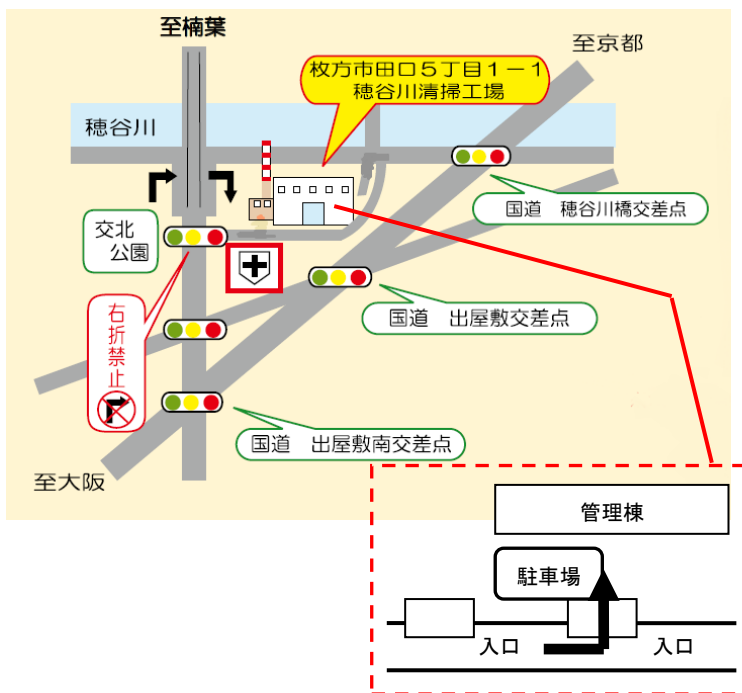 至楠葉
至京都
枚方市田口５丁目１－１
穂谷川清掃工場
穂谷川
国道　穂谷川橋交差点
交北
公園
国道　出屋敷交差点
右折禁止
国道　出屋敷南交差点
至大阪
管理棟
駐車場
入口
入口